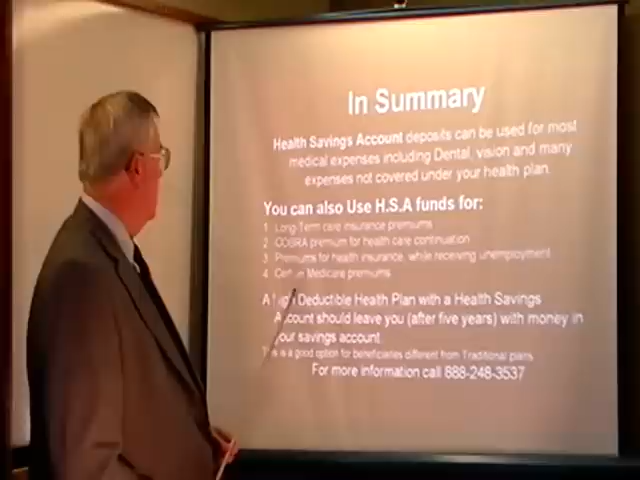 In Summary
Health Savings Account deposits can be used for most
medical expenses including Dental, vision and many
expenses not covered under your health plan.
You can also Use H.S.A funds for:
1 Long-Term care insurance premiums
2 COBRA premium for health care continuation
3 Premiums for health insurance, while receiving unemployment
4 Medicare premiums
A Deductible Health Plan with a Health Savings
Account should leave you (after five years) with money in
your savings account
is a good option for beneficiaries different from Traditional plans
For more information call 888-248-3537